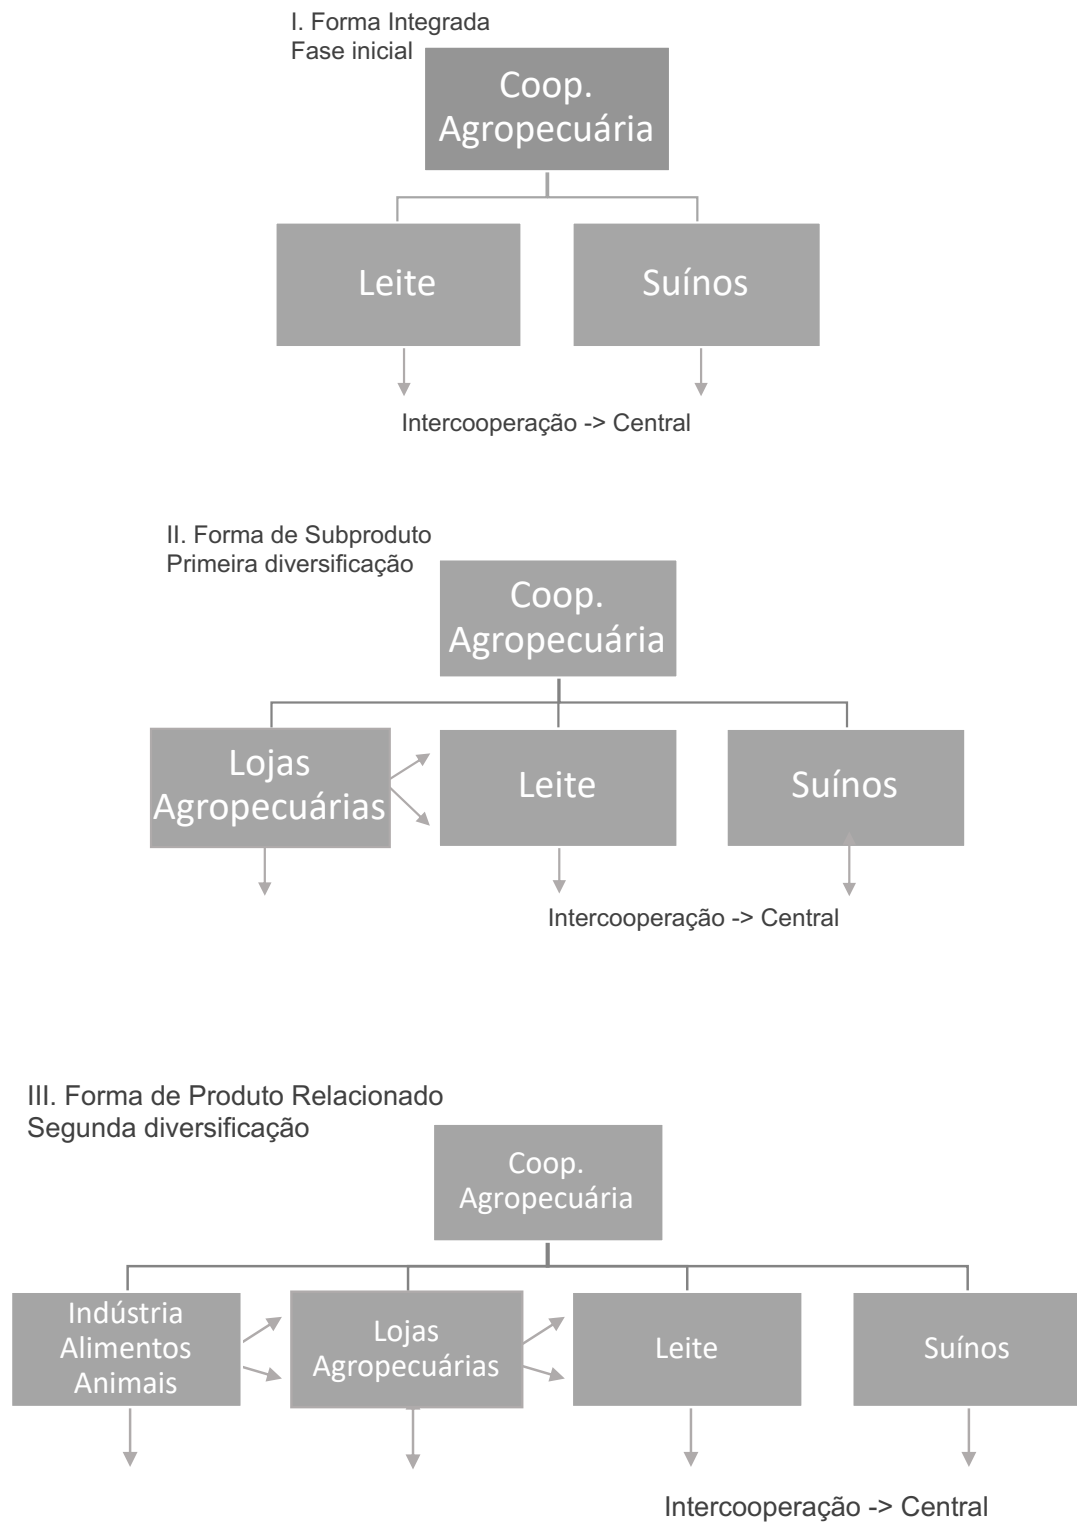 I. Forma Integrada
Fase inicial
Coop.
Agropecuária
Leite
Suínos
Intercooperação -> Central
II. Forma de Subproduto
Primeira diversificação
Coop.
Agropecuária
Lojas
Agropecuárias
Leite
Suínos
Intercooperação -> Central
III. Forma de Produto Relacionado
Segunda diversificação
Coop.
Agropecuária
Indústria
Alimentos
Animais
Lojas
Agropecuárias
Leite
Suínos
Intercooperação -> Central